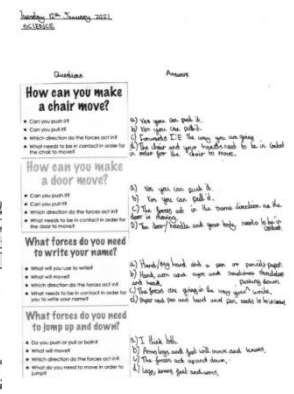 Tuesday 12th January 2021
SCIENCE
Questions
Answers
How can you make
a chair move?
• Can you push it?
• Can you pull it?
• Which direction do the forces act in?
• What needs to be in contact in order for
the chair to move?
a) Yes you can push it.
b) Yes you can pull it.
c) Forwards I.E the way you are going
d) The chair and your hands need to be in contact
in order for the chair to move.
How can you make
a door move?
• Can you push it?
• Can you pull it?
• Which direction do the forces act in?
• What needs to be in contact in order for
the door to move?
a) Yes you can push it.
b) Yes you can pull it.
c) The forces act in the same direction as the
door is moving.
D) The door/handle and your body needs to be in
contact.
What forces do you need
to write your name?
• What will you use to write?
• What will move?
• Which direction do the forces act in?
• What needs to be in contact in order for
you to write your name?
a) Hand/My hand and a pen or pencil + paper.
b) Hand, arm and eyes and sometimes shoulders
and head. pushing down.
c) The forces are going in the way your write.
d) Paper and pen and hand and pen, needs to be
What forces do you need
to jump up and down?
• Do you push or pull or both?
• What will move?
• Which direction do the forces act in?
• What do you need to move in order to
jump?
a) I think both.
b) Arms legs and feet will move and knees.
c) The forces act up and down.
d) Legs, knees, feet and arms.